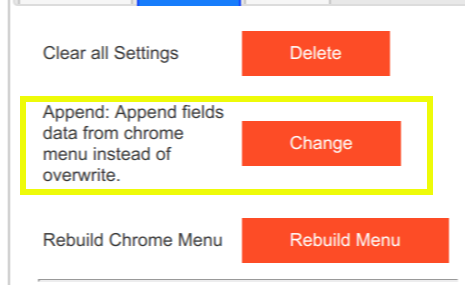 Clear all Settings Delete
Append: Append fields
data from chrome
menu instead of
overwrite.
Change
Rebuild Chrome Menu Rebuild Menu